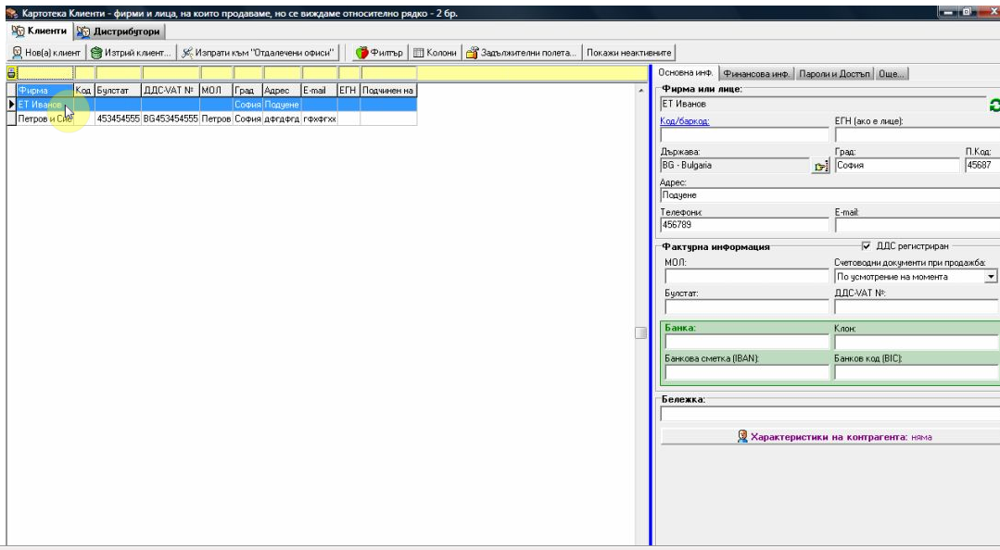 Картотека Клиенти - фирми и лица, на които продаваме, но се виждаме относително рядко - 2 бр.
Клиенти Дистрибутори
Нов(а) клиент Изтрий клиент... Изпрати към "Отдалечени офиси" Филтър Колони Задължителни полета... Покажи неактивните
Фирма Код Булстат ДДС-VAT № МОЛ Град Адрес E-mail ЕГН Подчинен на
ЕТ Иванов София Подуене
Петров и Сие 453454555 BG453454555 Петров София дфгдфгд гфхфгхх
Основна инф. Финансова инф. Пароли и Достъп Още...
Фирма или лице:
ЕТ Иванов
Код/баркод: ЕГН (ако е лице):
Държава: Град: П.Код:
BG - Bulgaria София 45687
Адрес:
Подуене
Телефони: E-mail:
456789
Фактурна информация ДДС регистриран
МОЛ: Счетоводни документи при продажба:
По усмотрение на момента
Булстат: ДДС-VAT №:
Банка: Клон:
Банкова сметка (IBAN): Банков код (BIC):
Бележка:
Характеристики на контрагента: няма